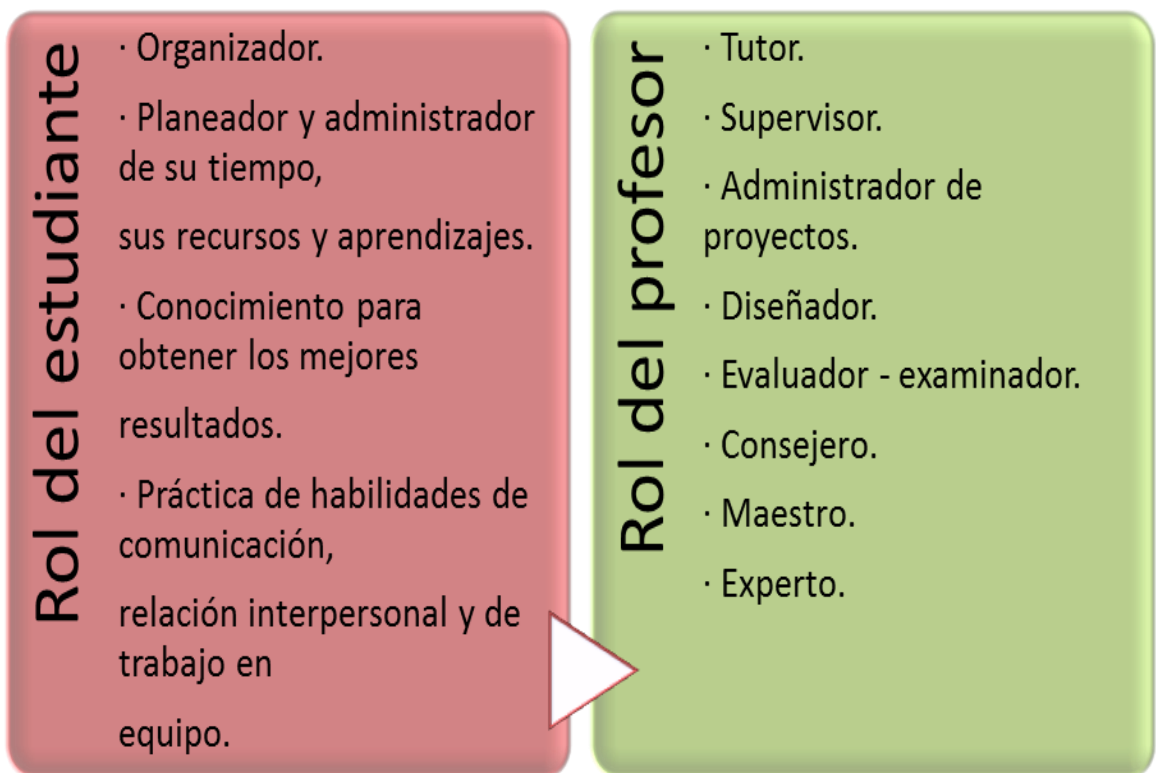 Rol del estudiante
· Organizador.
· Planeador y administrador
de su tiempo,
sus recursos y aprendizajes.
· Conocimiento para
obtener los mejores
resultados.
· Práctica de habilidades de
comunicación,
relación interpersonal y de
trabajo en
equipo.
Rol del profesor
· Tutor.
· Supervisor.
· Administrador de
proyectos.
· Diseñador.
· Evaluador - examinador.
· Consejero.
· Maestro.
· Experto.